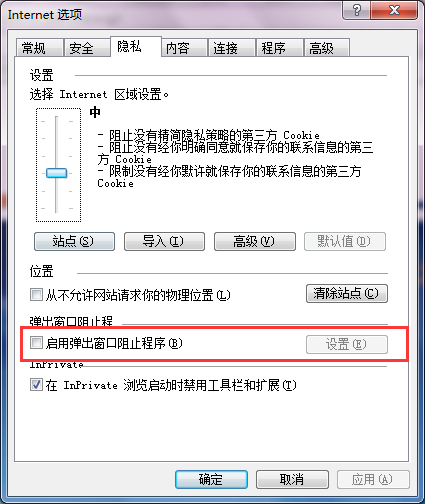 Internet 选项
常规 安全 隐私 内容 连接 程序 高级
设置
选择 Internet 区域设置。
中
- 阻止没有精简隐私策略的第三方 Cookie
- 阻止没有经你明确同意就保存你的联系信息的第三
方 Cookie
- 限制没有经你默许就保存你的联系信息的第三方
Cookie
站点(S) 导入(I) 高级(V) 默认值(D)
位置
从不允许网站请求你的物理位置(L) 清除站点(C)
弹出窗口阻止程
启用弹出窗口阻止程序(B) 设置(E)
InPrivate
在 InPrivate 浏览启动时禁用工具栏和扩展(T)
确定 取消 应用(A)